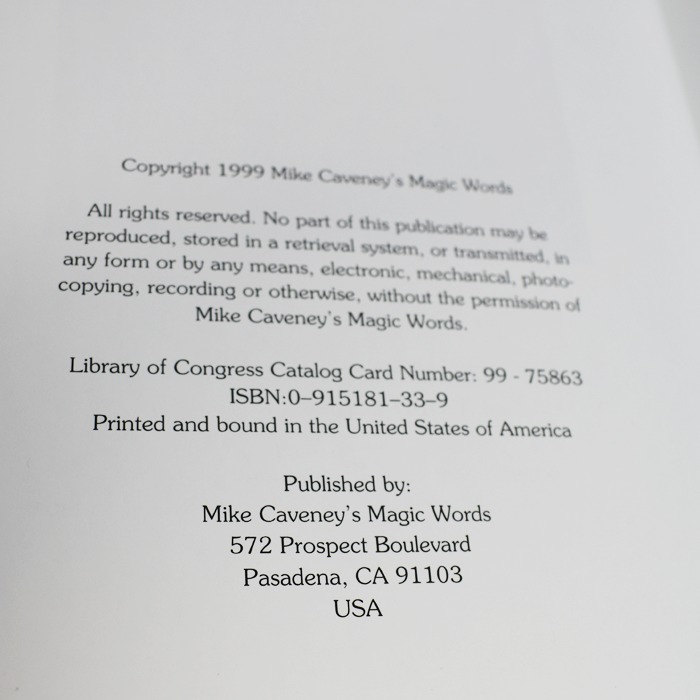 Copyright 1999 Mike Caveney's Magic Words
All rights reserved. No part of this publication may be
reproduced, stored in a retrieval system, or transmitted, in
any form or by any means, electronic, mechanical, photo-
copying, recording or otherwise, without the permission of
Mike Caveney's Magic Words.
Library of Congress Catalog Card Number: 99 - 75863
ISBN:0–915181–33–9
Printed and bound in the United States of America
Published by:
Mike Caveney's Magic Words
572 Prospect Boulevard
Pasadena, CA 91103
USA